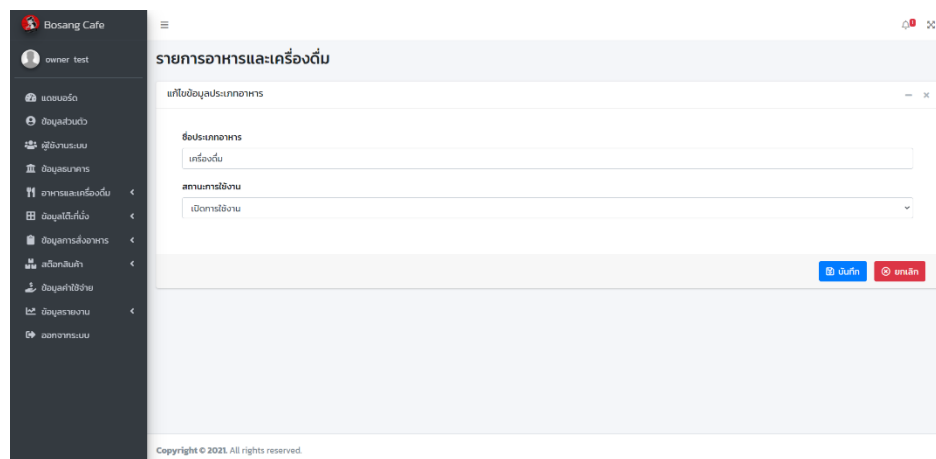 Bosang Cafe
owner test
แดชบอร์ด
ข้อมูลส่วนตัว
ผู้ใช้งานระบบ
ข้อมูลธนาคาร
อาหารและเครื่องดื่ม
ข้อมูลโต๊ะที่นั่ง
ข้อมูลการสั่งอาหาร
สต๊อกสินค้า
ข้อมูลค่าใช้จ่าย
ข้อมูลรายงาน
ออกจากระบบ
รายการอาหารและเครื่องดื่ม
แก้ไขข้อมูลประเภทอาหาร
ชื่อประเภทอาหาร
เครื่องดื่ม
สถานะการใช้งาน
เปิดการใช้งาน
บันทึก ยกเลิก
Copyright © 2021. All rights reserved.